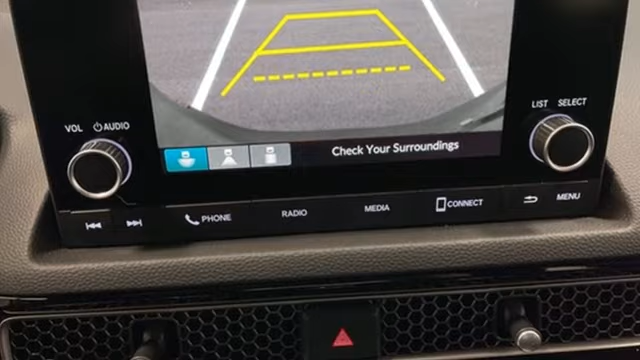 Check Your Surroundings
VOL AUDIO
LIST SELECT
PHONE
RADIO
MEDIA
CONNECT
MENU